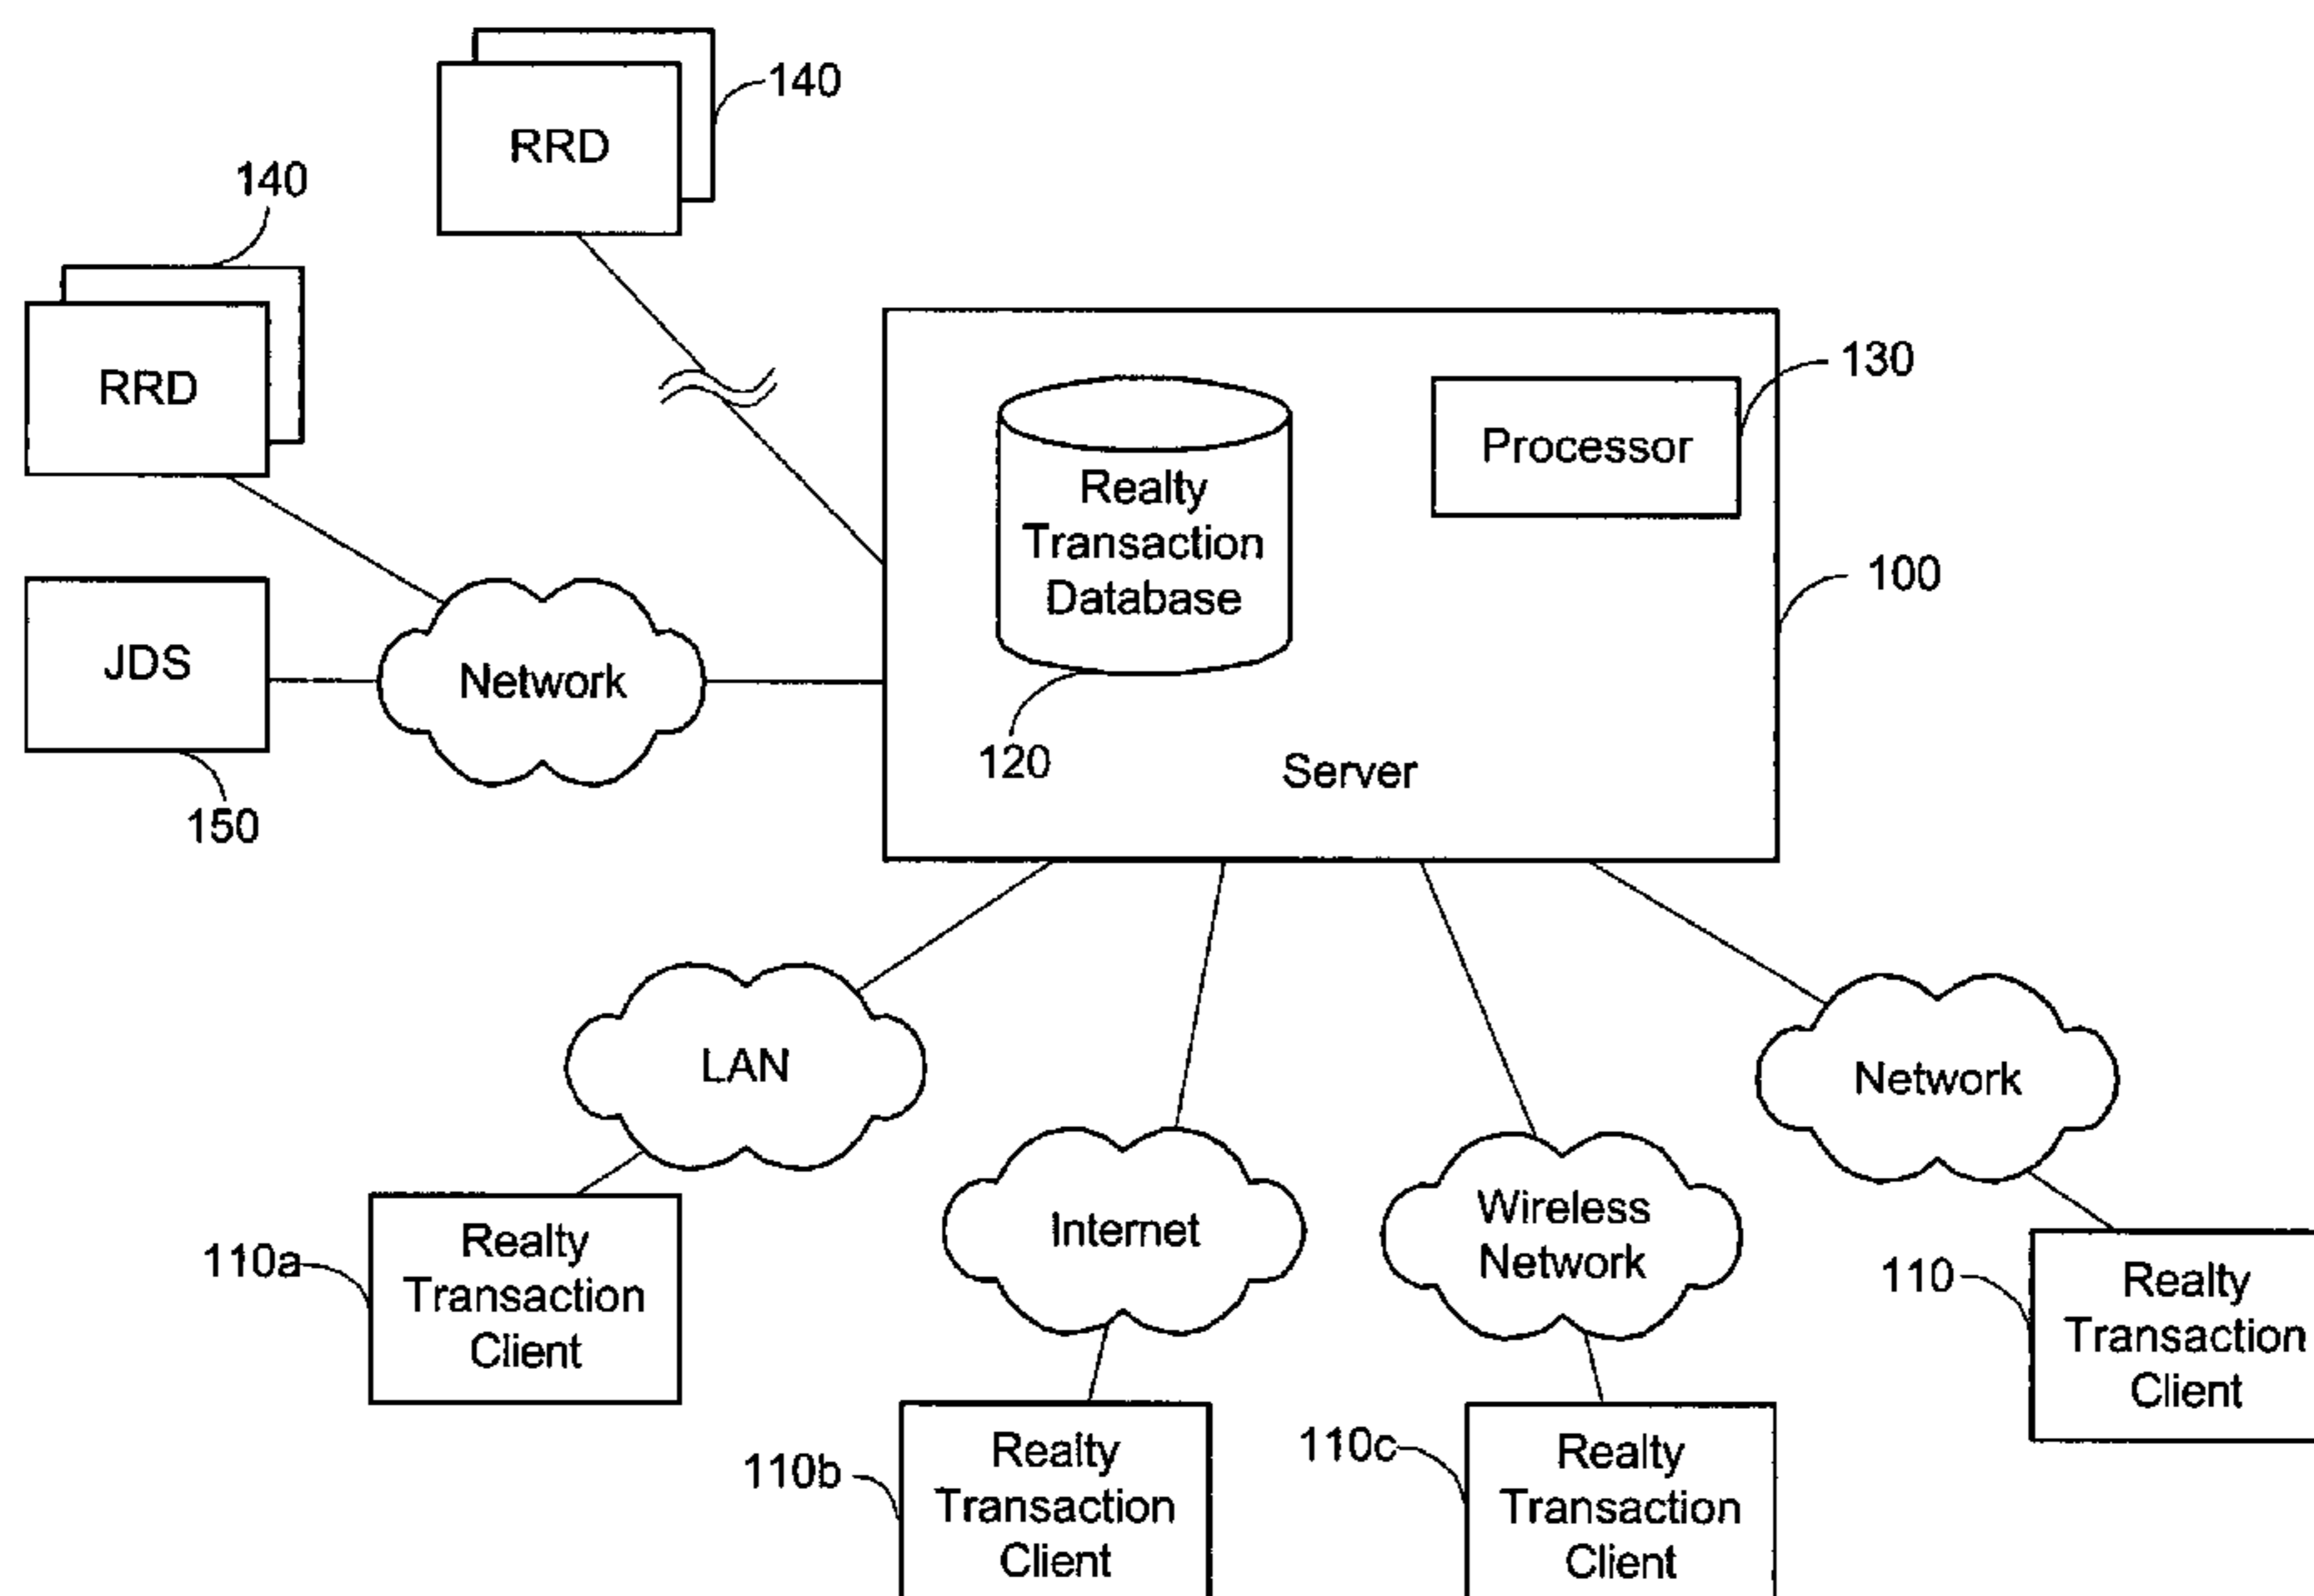 140
RRD
140
RRD
130
Processor
Realty
Transaction
Database
100
JDS
Network
120
Server
150
LAN
Network
110a
Realty
Transaction
Client
Internet
Wireless
Network
110
Realty
Transaction
Client
110b
Realty
Transaction
Client
110c
Realty
Transaction
Client